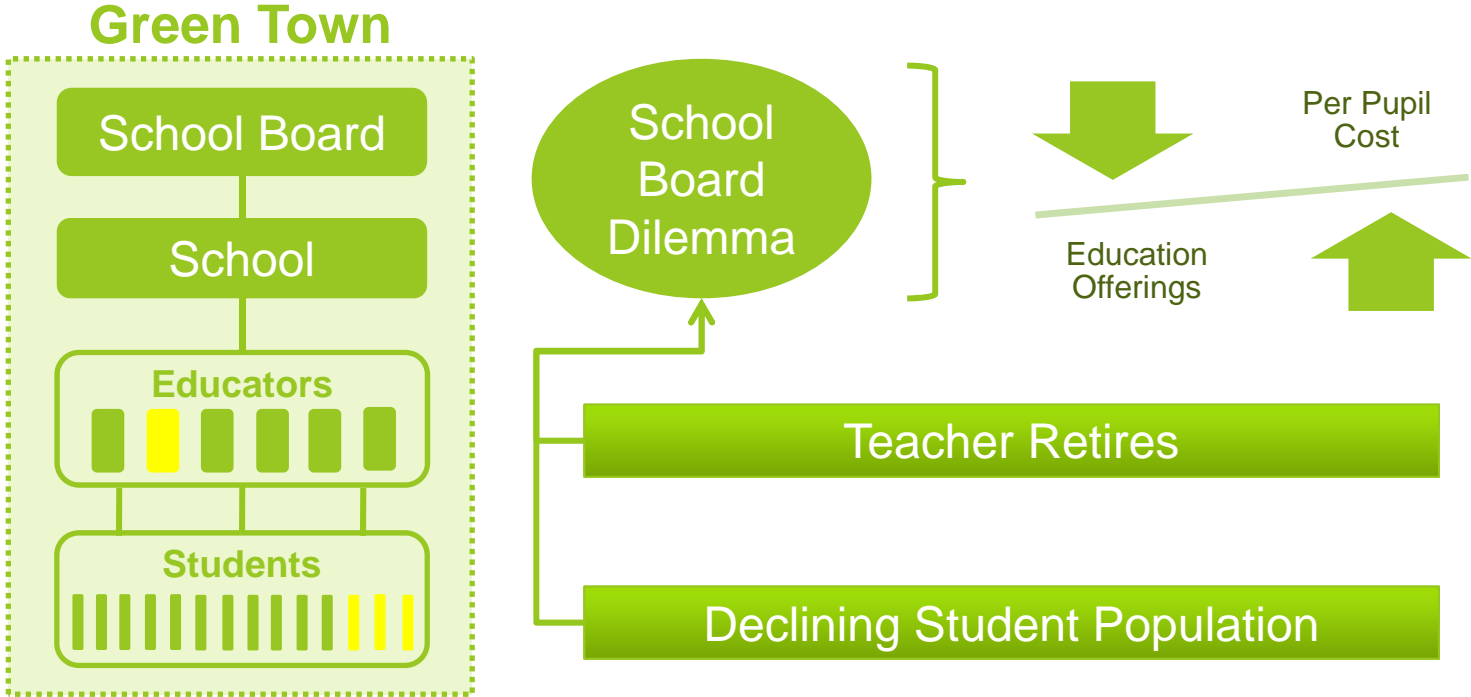 Green Town
School Board
School
Educators
Students
School
Board
Dilemma
Per Pupil
Cost
Education
Offerings
Teacher Retires
Declining Student Population